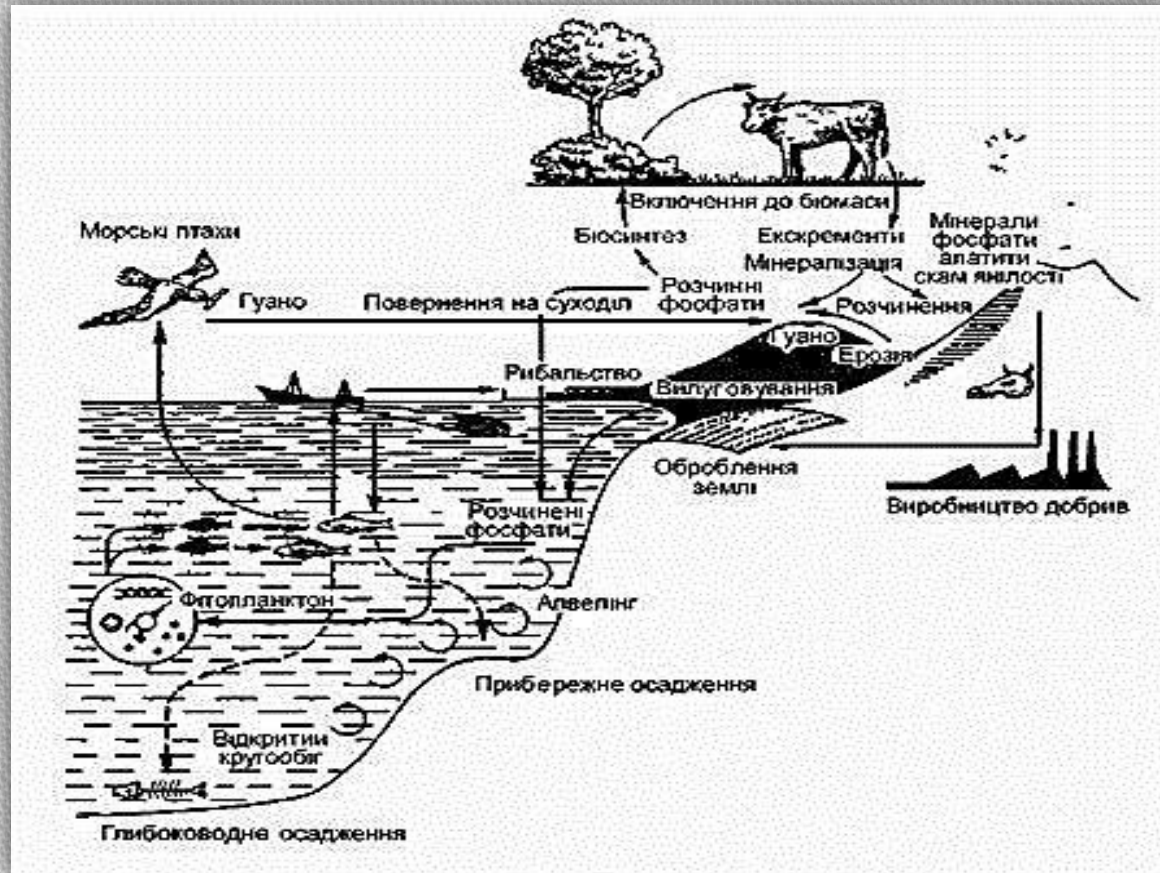 Включення до біомаси
Морські птахи
Біосинтез
Екскременти
Мінералізація
Мінерали
фосфати
апатити
скам янілості
Гуано
Повернення на суходіл
Розчинні
фосфати
Розчинення
Гуано
Ерозія
Рибальство
Вилуговування
Оброблення
землі
Виробництво добрив
Розчинені
фосфати
Фітопланктон
Апвелінг
Прибережне осадження
Відкритий
кругообіг
Глибоководне осадження